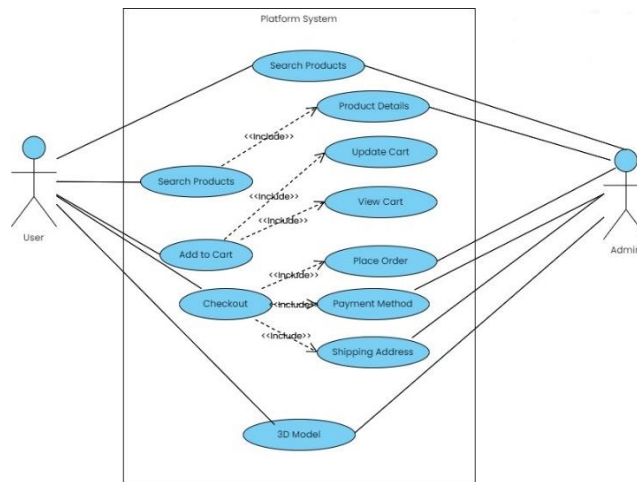 Platform System
Search Products
Product Details
<<Include>>
Update Cart
Search Products
<<Include>>
View Cart
<<Include>>
User
Admin
Add to Cart
Place Order
<<Include>>
Checkout
<<Include>>
Payment Method
<<Include>>
Shipping Address
3D Model